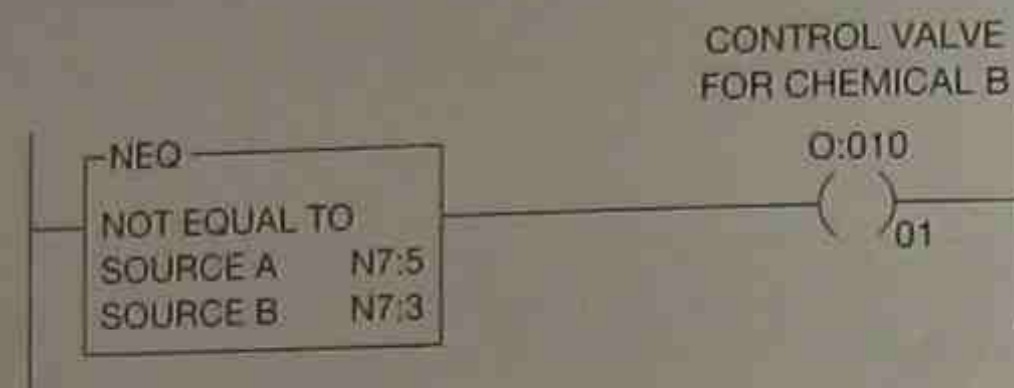 CONTROL VALVE
FOR CHEMICAL B
NEQ
O:010
NOT EQUAL TO
01
SOURCE A N7:5
SOURCE B N7:3